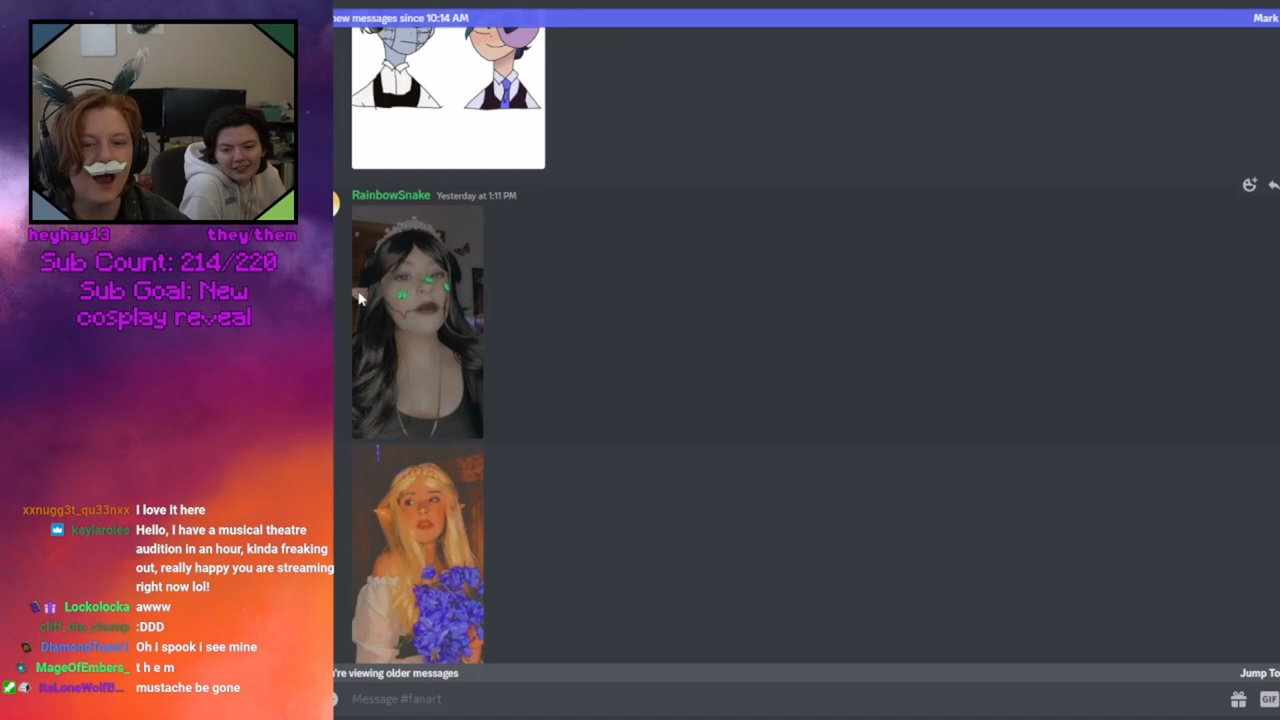 new messages since 10:14 AM
Mark
RainbowSnake Yesterday at 1:11 PM
heyhay13 they/them
Sub Count: 214/220
Sub Goal: New
cosplay reveal
xxnugg3t_qu33nxx I love it here
kaylaroles Hello, I have a musical theatre
audition in an hour, kinda freaking
out, really happy you are streaming
right now lol!
Lockolocka awww
:DDD
Oh i spook i see mine
MageOfEmbers_ t h e m
ItsLoneWolfB... mustache be gone
're viewing older messages
Jump To
Message #fanart
GIF